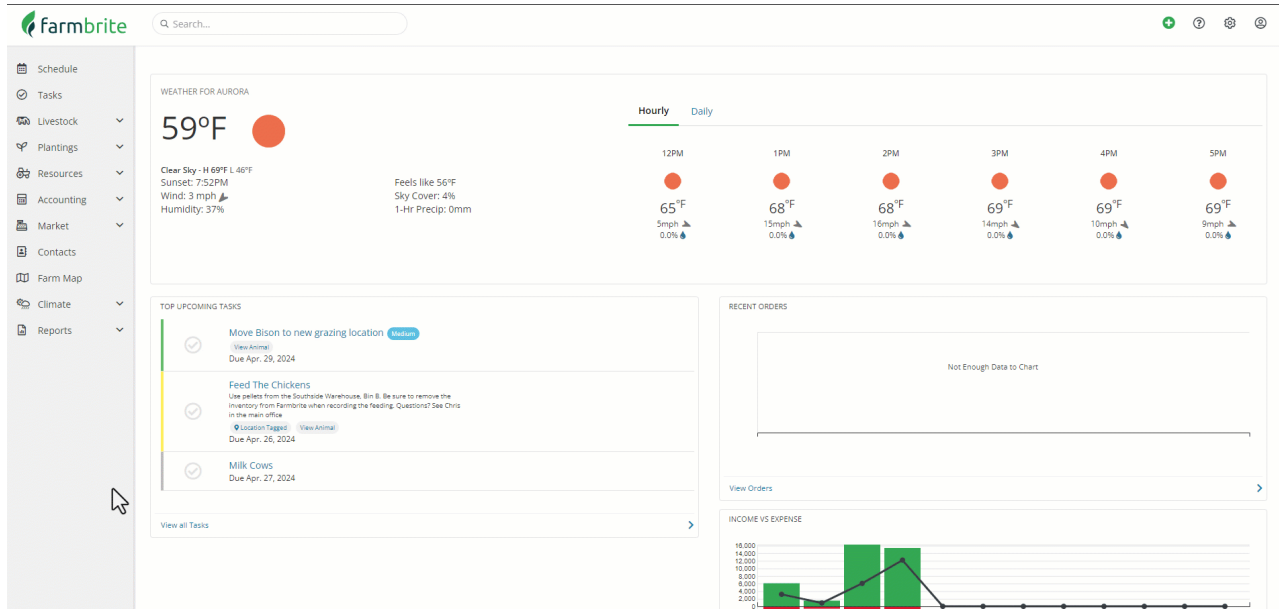 farmbrite
Search...
Schedule
Tasks
Livestock
Plantings
Resources
Accounting
Market
Contacts
Farm Map
Climate
Reports
WEATHER FOR AURORA
59ºF
Clear Sky - H 69ºF L 46ºF
Sunset: 7:52PM
Wind: 3 mph
Humidity: 37%
Feels like 56ºF
Sky Cover: 4%
1-Hr Precip: 0mm
Hourly Daily
12PM 1PM 2PM 3PM 4PM 5PM
65°F 68°F 68°F 69°F 69°F 69°F
5mph 15mph 16mph 14mph 10mph 9mph
0.0% 0.0% 0.0% 0.0% 0.0% 0.0%
TOP UPCOMING TASKS
Move Bison to new grazing location Medium
View Animal
Due Apr. 29, 2024
Feed The Chickens
Use pellets from the Southside Warehouse, Bin B. Be sure to remove the
inventory from Farmbrite when recording the feeding. Questions? See Chris
in the main office
Location Tagged View Animal
Due Apr. 26, 2024
Milk Cows
Due Apr. 27, 2024
View all Tasks
RECENT ORDERS
Not Enough Data to Chart
View Orders
INCOME VS EXPENSE
16,000
14,000
12,000
10,000
8,000
6,000
4,000
2,000
0